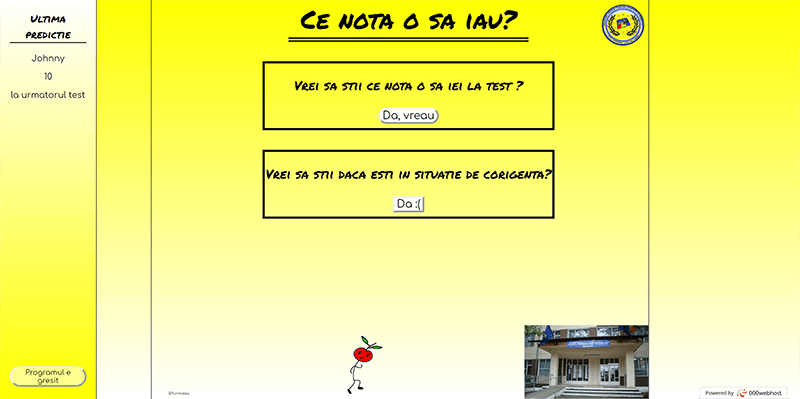 Ultima
predictie
Johnny
10
la urmatorul test
Programul e
gresit
Ce nota o sa iau?
Vrei sa stii ce nota o sa iei la test ?
Da, vreau
Vrei sa stii daca esti in situatie de corigenta?
Da :(
Powered by 000webhost